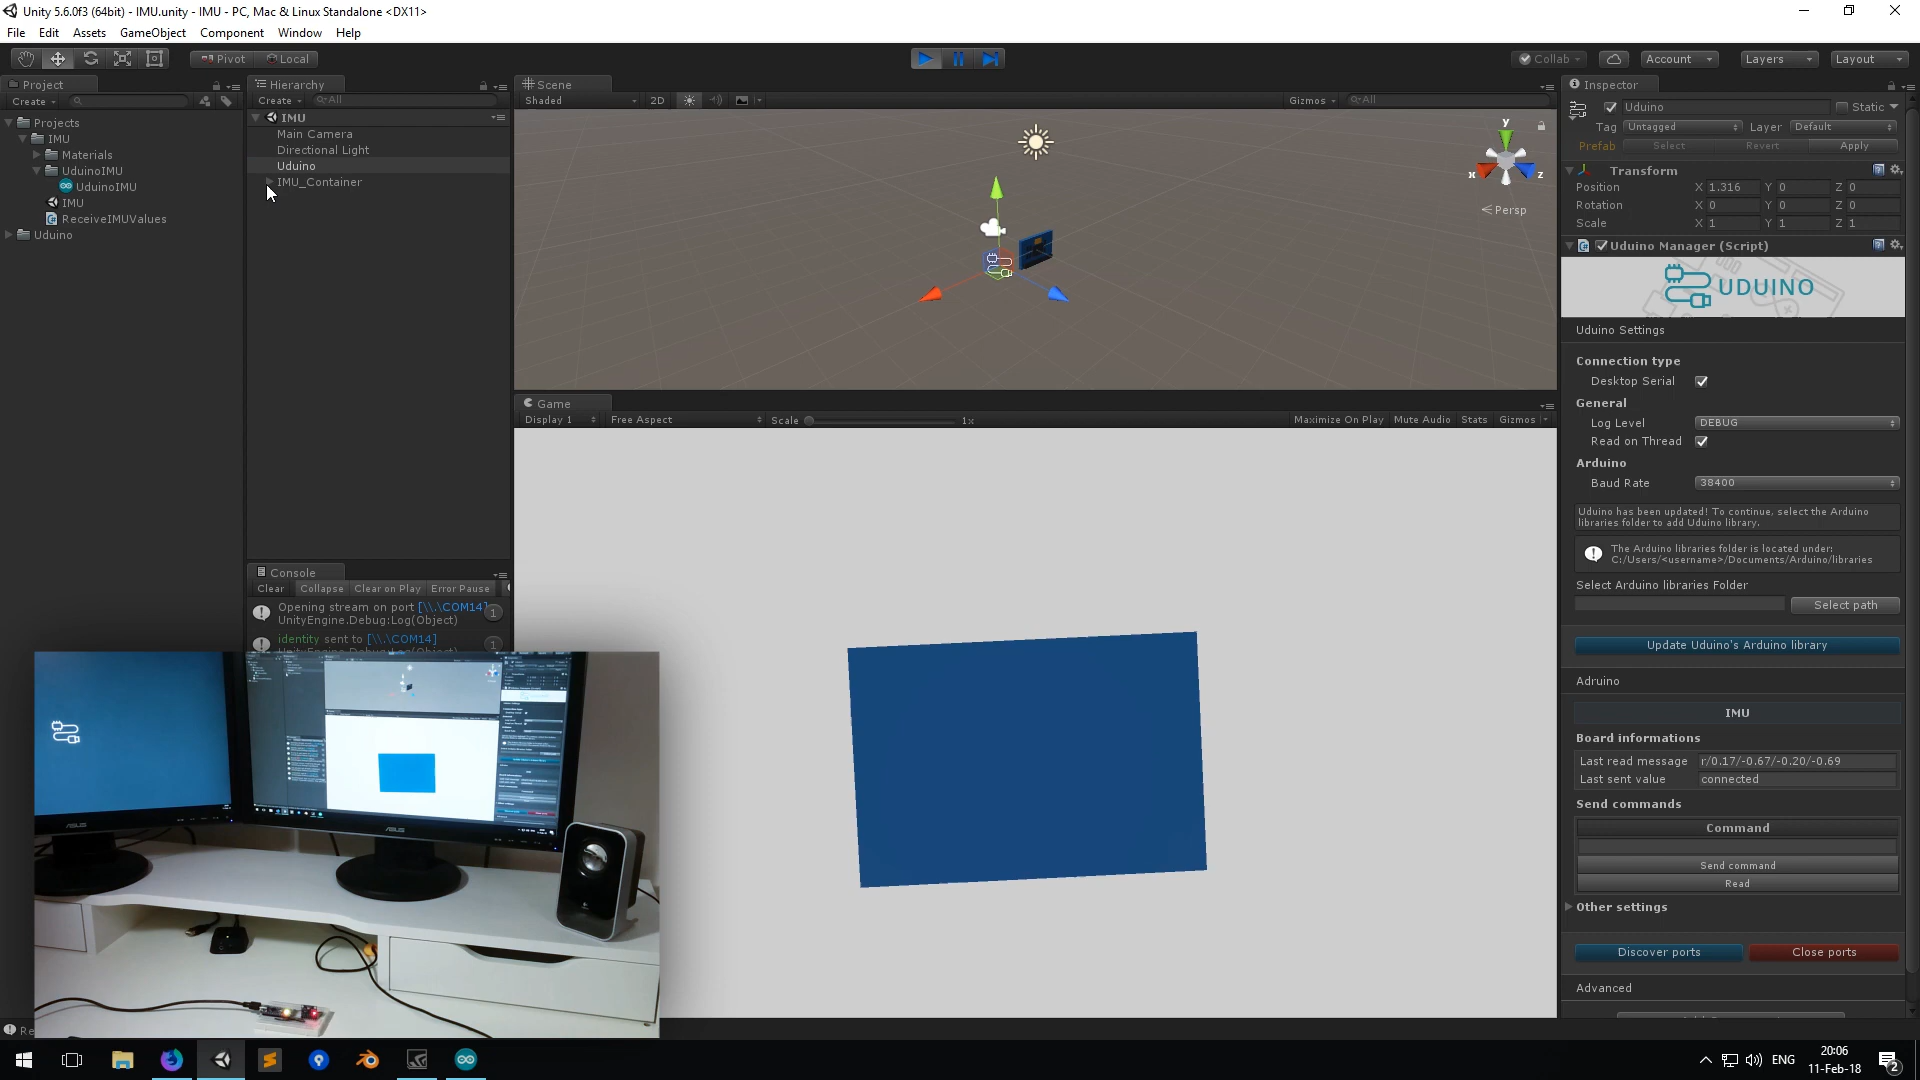 Unity 5.6.0f3 (64bit) - IMU.unity - IMU - PC, Mac & Linux Standalone <DX11>
File Edit Assets GameObject Component Window Help
Pivot Local
Collab Account Layers Layout
Project
Create
Projects
IMU
Materials
UduinoIMU
UduinoIMU
IMU
ReceiveIMUValues
Uduino
Hierarchy
Create All
IMU
Main Camera
Directional Light
Uduino
IMU_Container
Console
Clear Collapse Clear on Play Error Pause
Opening stream on port [\\.\COM14] 1
UnityEngine.Debug:Log(Object)
identity sent to [\\.\COM14] 1
UnityEngine.Debug:Log(Object)
Scene
Shaded 2D Gizmos All
y
x z
Persp
Game
Display 1 Free Aspect Scale 1x Maximize On Play Mute Audio Stats Gizmos
Inspector
Uduino Static
Tag Untagged Layer Default
Prefab Select Revert Apply
Transform
Position X 1.316 Y 0 Z 0
Rotation X 0 Y 0 Z 0
Scale X 1 Y 1 Z 1
Uduino Manager (Script)
UDUINO
Uduino Settings
Connection type
Desktop Serial
General
Log Level DEBUG
Read on Thread
Arduino
Baud Rate 38400
Uduino has been updated! To continue, select the Arduino
libraries folder to add Uduino library.
The Arduino libraries folder is located under:
C:/Users/<username>/Documents/Arduino/libraries
Select Arduino libraries Folder
Select path
Update Uduino's Arduino library
Adruino
IMU
Board informations
Last read message r/0.17/-0.67/-0.20/-0.69
Last sent value connected
Send commands
Command
Send command
Read
Other settings
Discover ports Close ports
Advanced
Re
ASUS
ASUS
ENG
20:06
11-Feb-18
2